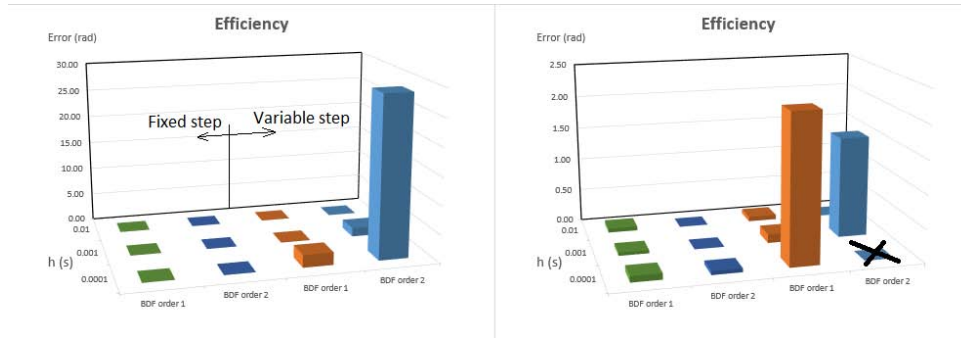 Efficiency
Error (rad)
30.00
25.00
20.00
15.00
10.00
5.00
0.00
Fixed step
Variable step
0.01
0.001
0.0001
h (s)
BDF order 1
BDF order 2
BDF order 1
BDF order 2
Efficiency
Error (rad)
2.50
2.00
1.50
1.00
0.50
0.00
0.01
0.001
0.0001
h (s)
BDF order 1
BDF order 2
BDF order 1
BDF order 2